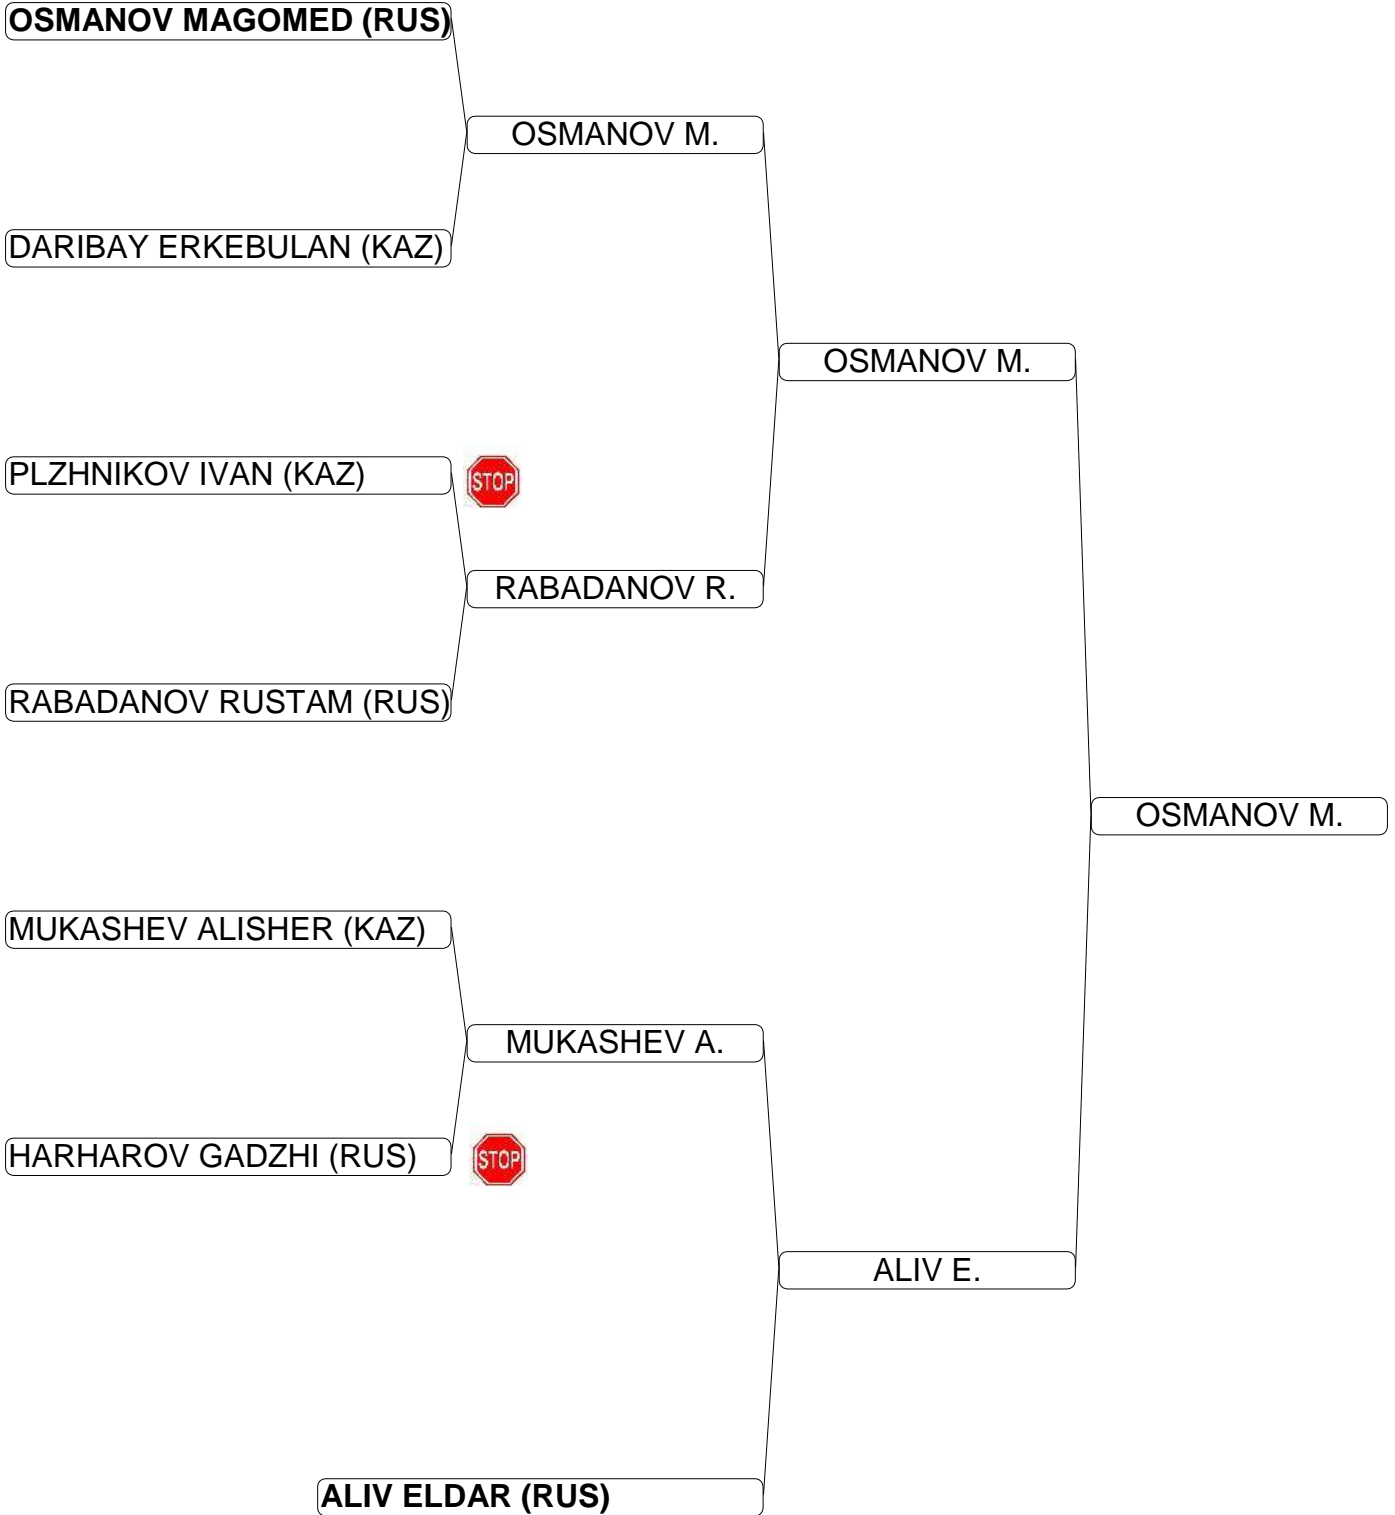 OSMANOV MAGOMED (RUS)
OSMANOV M.
DARIBAY ERKEBULAN (KAZ)
OSMANOV M.
PLZHNIKOV IVAN (KAZ)
STOP
RABADANOV R.
RABADANOV RUSTAM (RUS)
OSMANOV M.
MUKASHEV ALISHER (KAZ)
MUKASHEV A.
HARHAROV GADZHI (RUS)
STOP
ALIV E.
ALIV ELDAR (RUS)